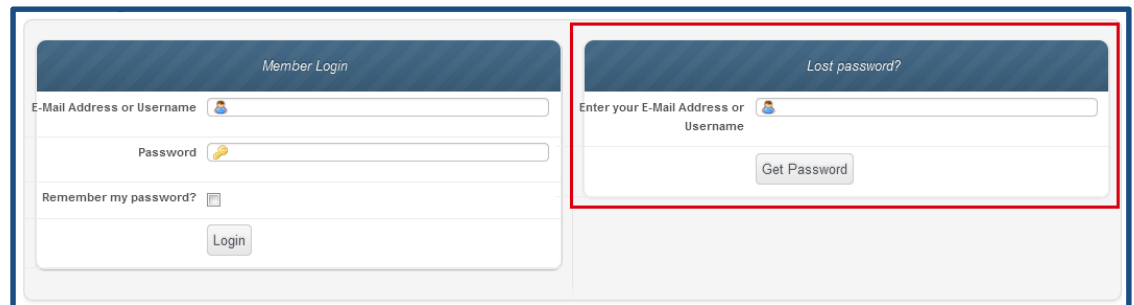 Member Login
E-Mail Address or Username
Password
Remember my password?
Login
Lost password?
Enter your E-Mail Address or
Username
Get Password